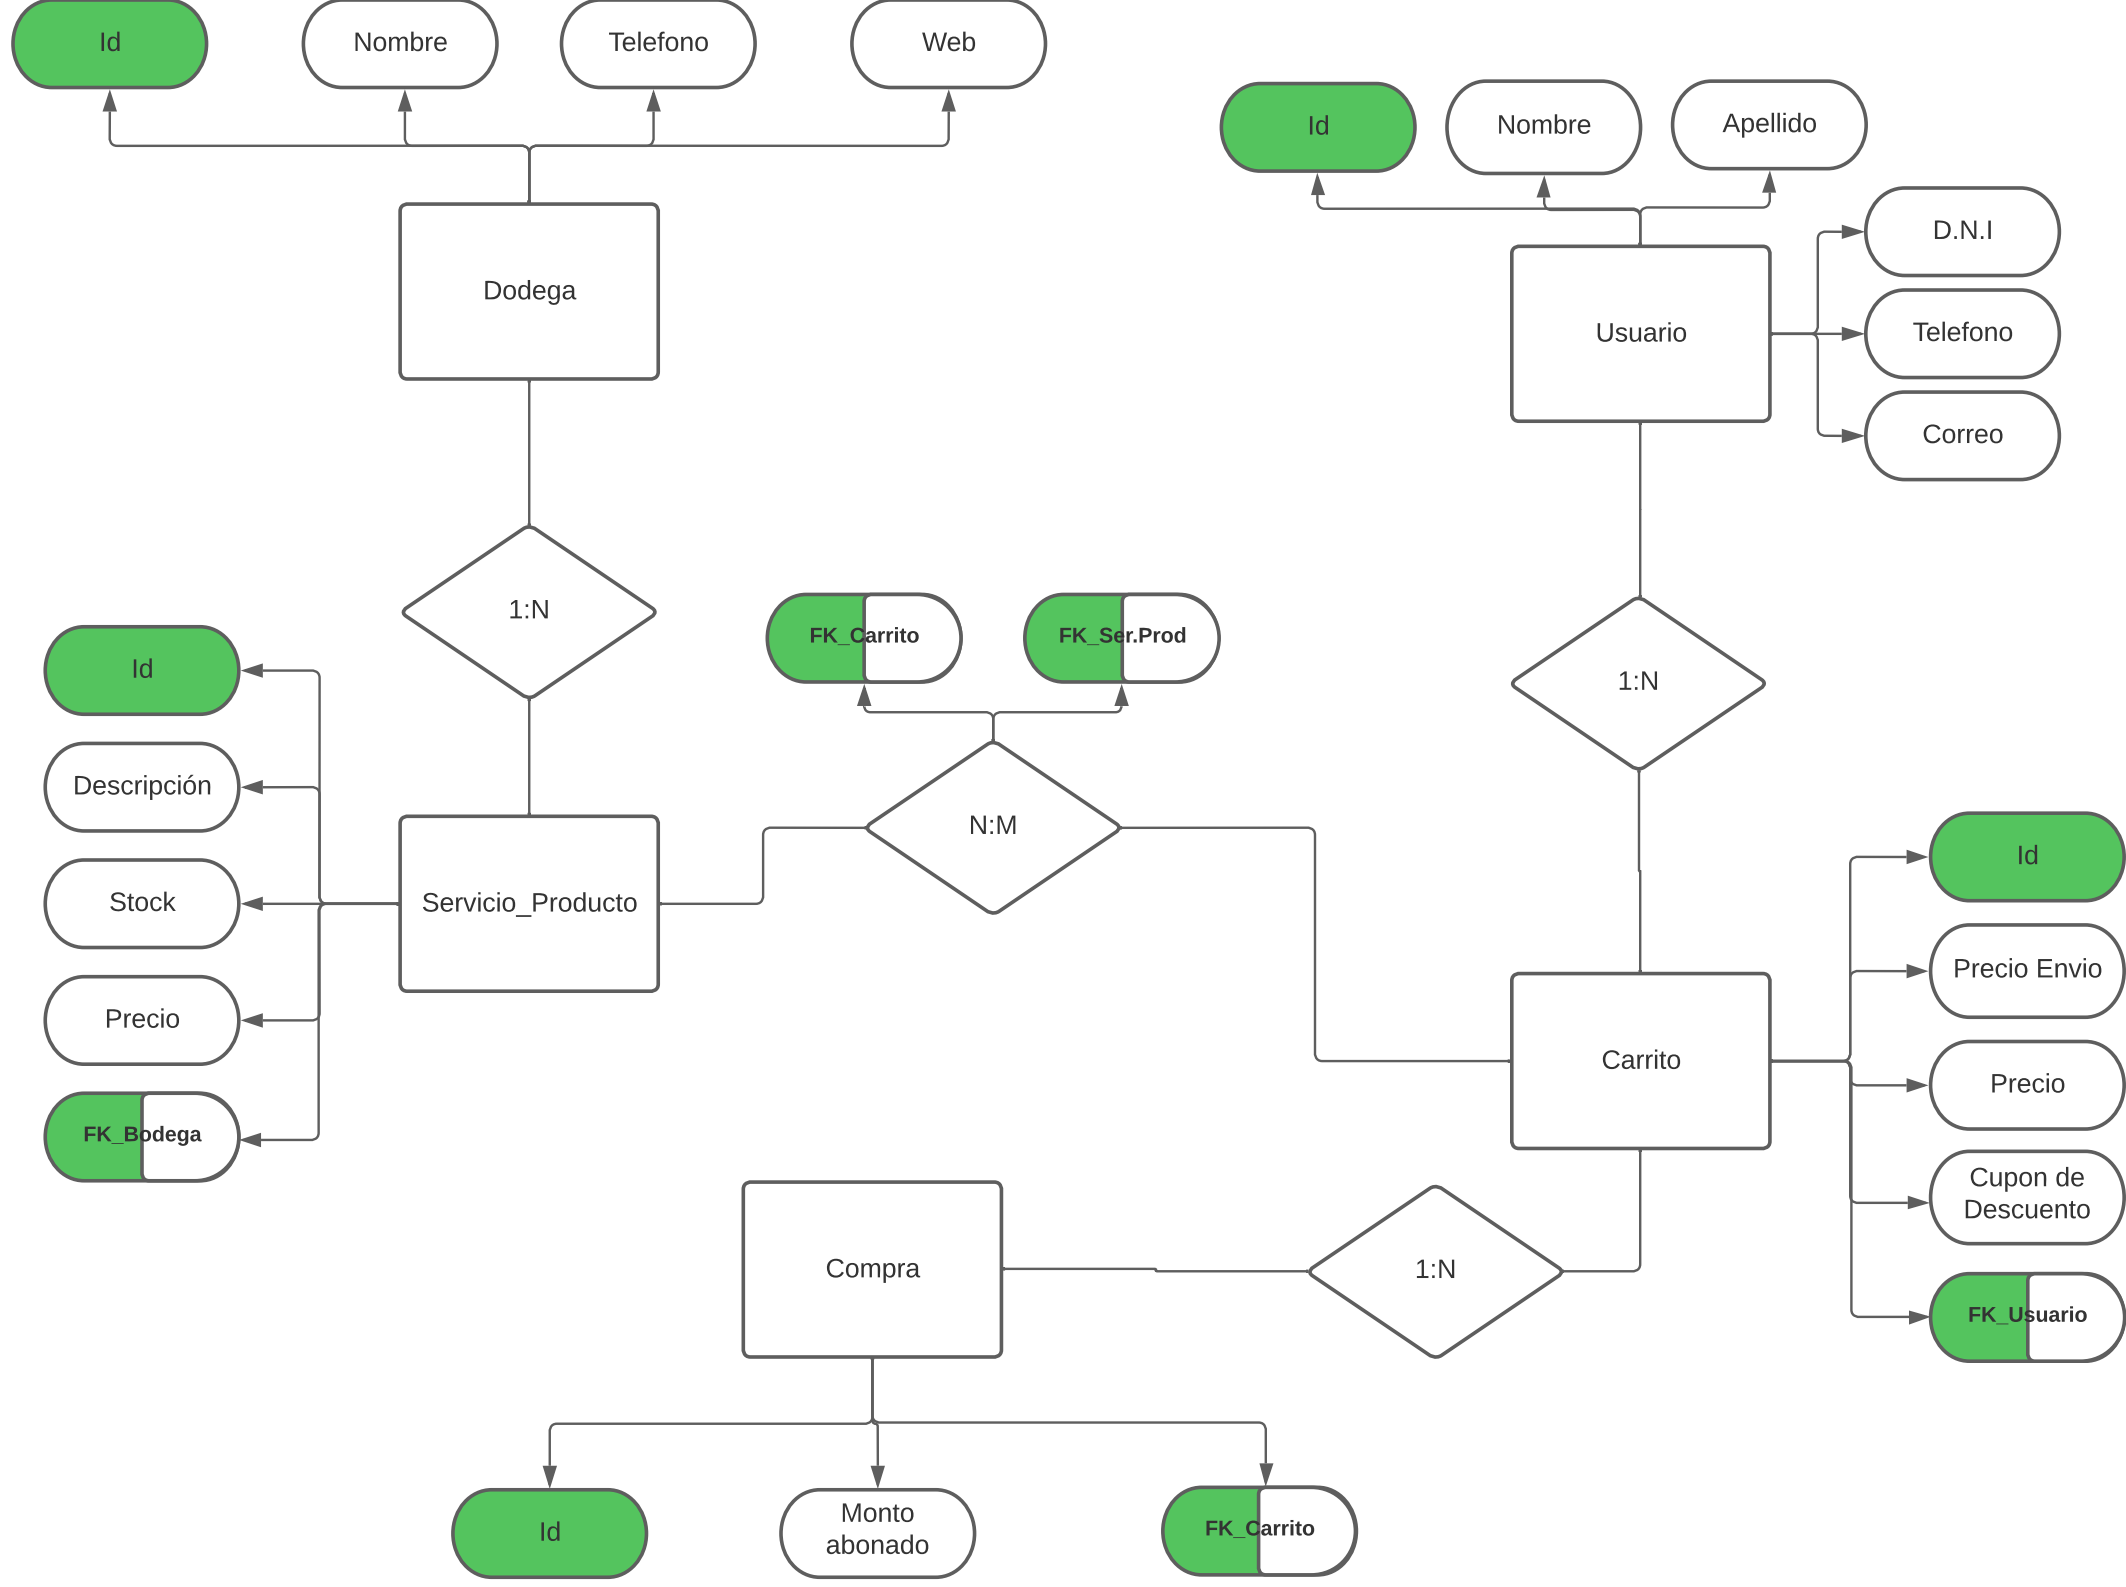 Id
Nombre
Telefono
Web
Id
Nombre
Apellido
D.N.I
Dodega
Usuario
Telefono
Correo
1:N
FK_Carrito
FK_Ser.Prod
Id
1:N
Descripción
N:M
Id
Stock
Servicio_Producto
Precio Envio
Precio
Carrito
Precio
FK_Bodega
Cupon de
Descuento
Compra
1:N
FK_Usuario
Id
Monto
abonado
FK_Carrito